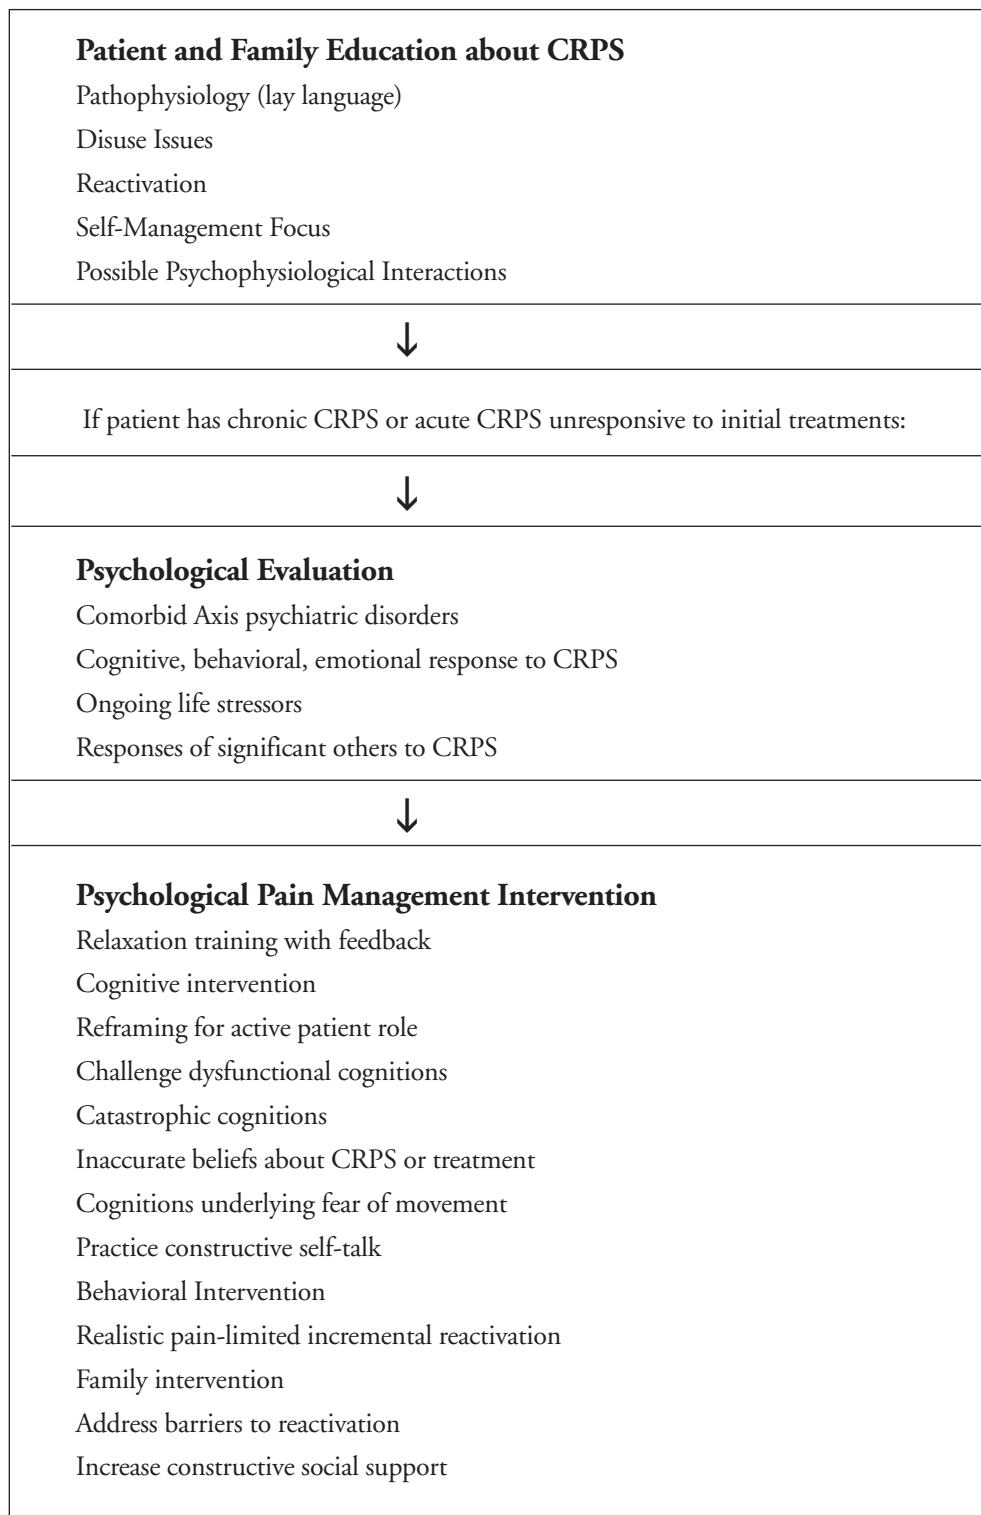 Patient and Family Education about CRPS
Pathophysiology (lay language)
Disuse Issues
Reactivation
Self-Management Focus
Possible Psychophysiological Interactions
↓
If patient has chronic CRPS or acute CRPS unresponsive to initial treatments:
↓
Psychological Evaluation
Comorbid Axis psychiatric disorders
Cognitive, behavioral, emotional response to CRPS
Ongoing life stressors
Responses of significant others to CRPS
↓
Psychological Pain Management Intervention
Relaxation training with feedback
Cognitive intervention
Reframing for active patient role
Challenge dysfunctional cognitions
Catastrophic cognitions
Inaccurate beliefs about CRPS or treatment
Cognitions underlying fear of movement
Practice constructive self-talk
Behavioral Intervention
Realistic pain-limited incremental reactivation
Family intervention
Address barriers to reactivation
Increase constructive social support